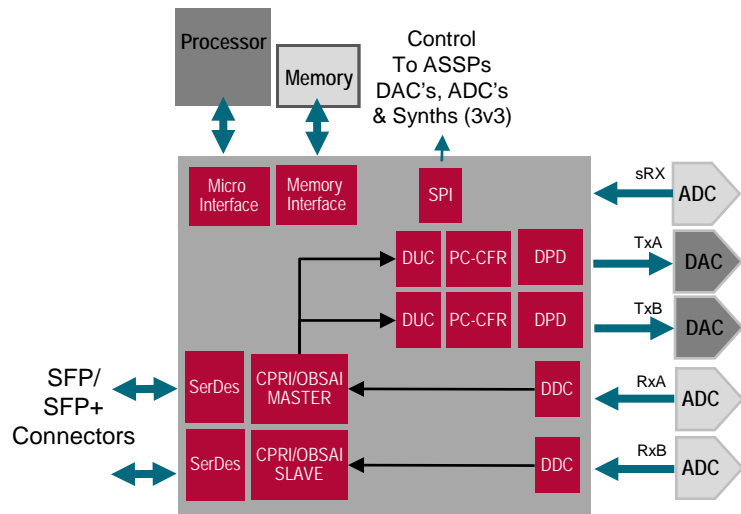 Processor
Memory
Control
To ASSPs
DAC's, ADC's
& Synths (3v3)
Micro
Interface
Memory
Interface
SPI
sRX
ADC
DUC
PC-CFR
DPD
TxA
DAC
DUC
PC-CFR
DPD
TxB
DAC
SFP/
SFP+
Connectors
SerDes
CPRI/OBSAI
MASTER
DDC
RxA
ADC
SerDes
CPRI/OBSAI
SLAVE
DDC
RxB
ADC